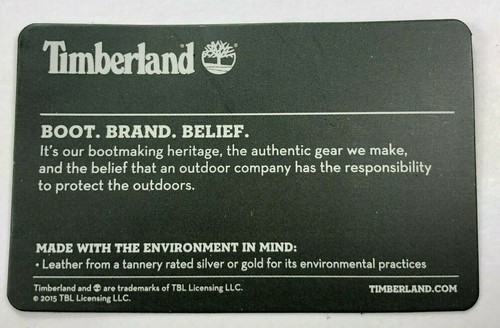 Timberland
BOOT. BRAND. BELIEF.
It's our bootmaking heritage, the authentic gear we make,
and the belief that an outdoor company has the responsibility
to protect the outdoors.
MADE WITH THE ENVIRONMENT IN MIND:
• Leather from a tannery rated silver or gold for its environmental practices
Timberland and are trademarks of TBL Licensing LLC.
© 2015 TBL Licensing LLC.
TIMBERLAND.COM